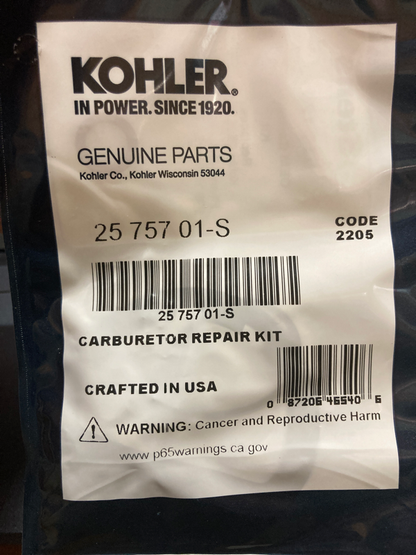 KOHLER®
IN POWER. SINCE 1920.
GENUINE PARTS
Kohler Co., Kohler Wisconsin 53044
25 757 01-S
CODE
2205
25 757 01-S
CARBURETOR REPAIR KIT
CRAFTED IN USA
0 87206 46540 6
WARNING: Cancer and Reproductive Harm
www.p65warnings.ca.gov